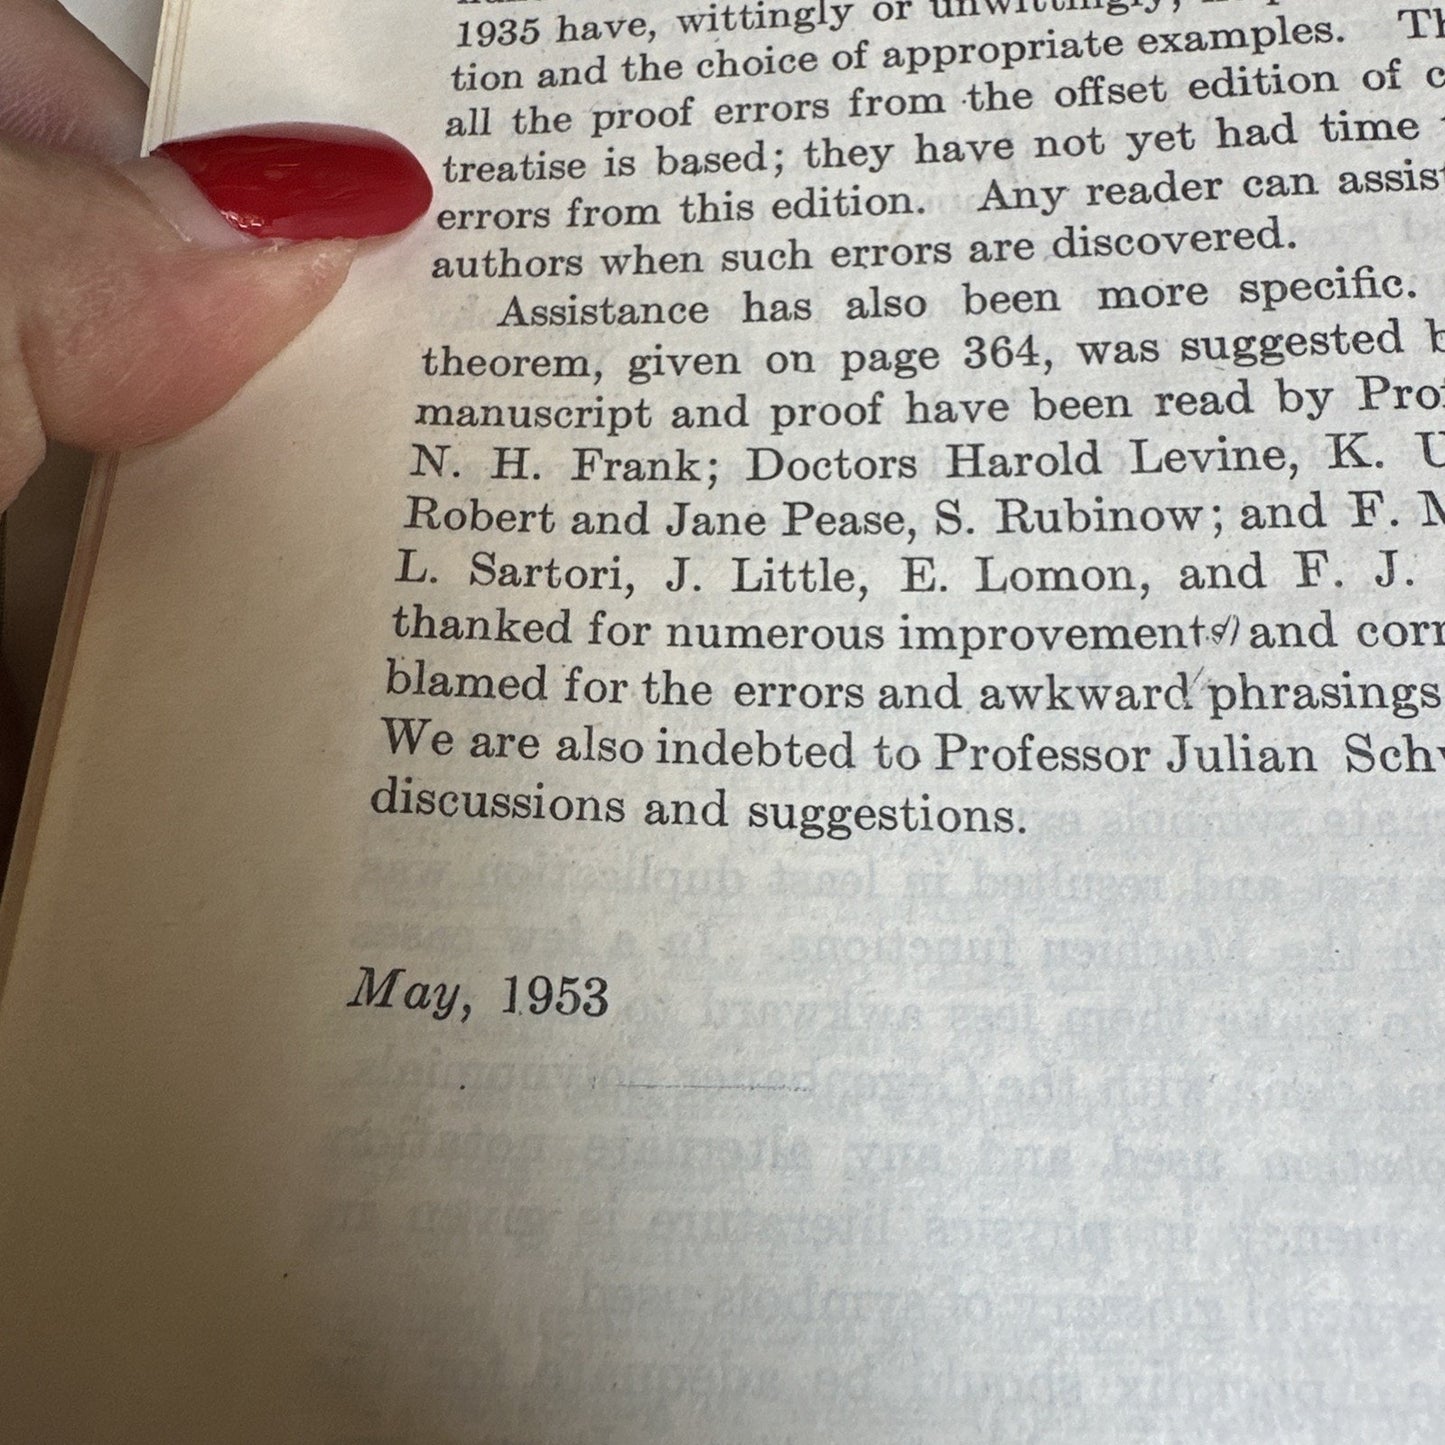 1935 have, wittingly or
tion and the choice of appropriate examples.
all the proof errors from the offset edition of
treatise is based; they have not yet had time
errors from this edition. Any reader can assist
authors when such errors are discovered.
Assistance has also been more specific.
theorem, given on page 364, was suggested
manuscript and proof have been read by
N. H. Frank; Doctors Harold Levine, K.
Robert and Jane Pease, S. Rubinow; and F.
L. Sartori, J. Little, E. Lomon, and F. J.
thanked for numerous improvements and
blamed for the errors and awkward phrasings
We are also indebted to Professor Julian
discussions and suggestions.
May, 1953